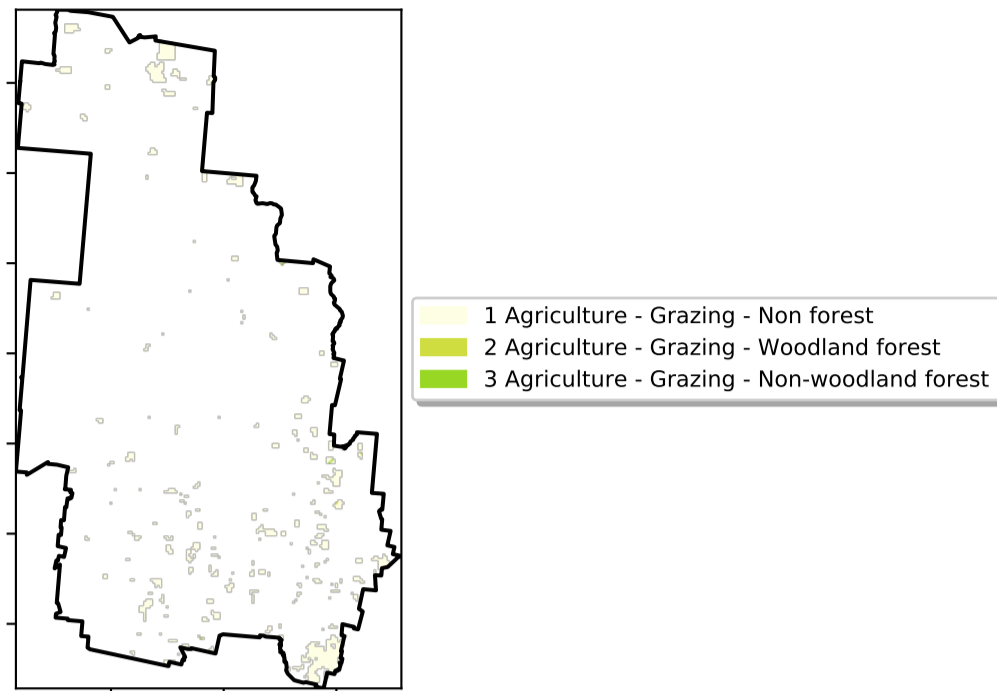 1 Agriculture - Grazing - Non forest
2 Agriculture - Grazing - Woodland forest
3 Agriculture - Grazing - Non-woodland forest